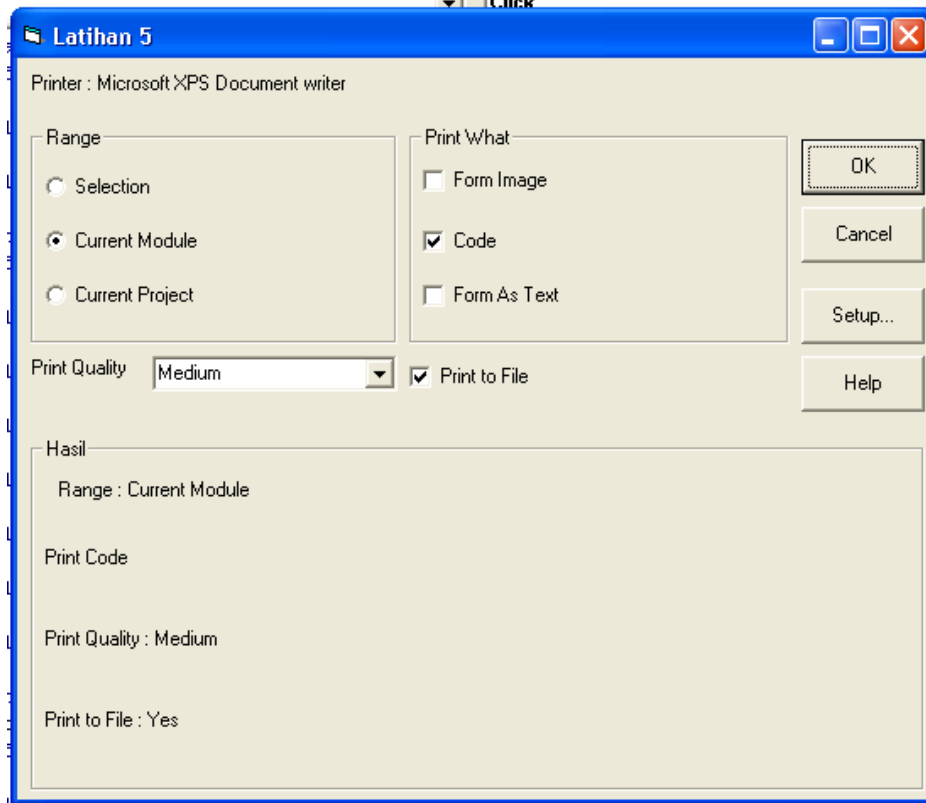 Click
Latihan 5
Printer : Microsoft XPS Document writer
Range
Selection
Current Module
Current Project
Print What
Form Image
Code
Form As Text
OK
Cancel
Setup...
Help
Print Quality
Medium
Print to File
Hasil
Range : Current Module
Print Code
Print Quality : Medium
Print to File : Yes